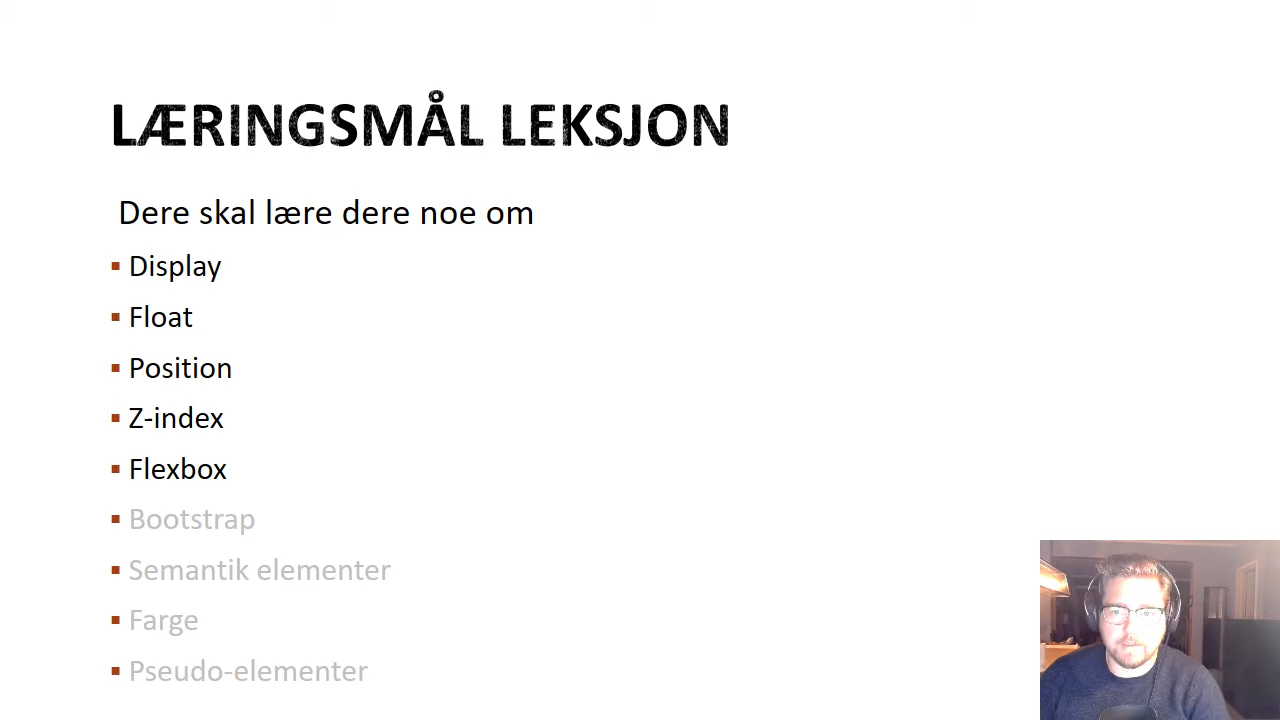 LÆRINGSMÅL LEKSJON
Dere skal lære dere noe om
▪ Display
▪ Float
▪ Position
▪ Z-index
▪ Flexbox
▪ Bootstrap
▪ Semantik elementer
▪ Farge
▪ Pseudo-elementer